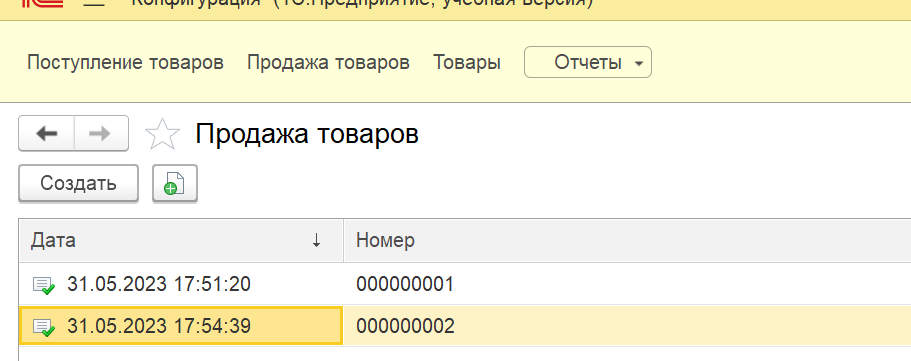 Конфигурация (1С:Предприятие, учебная версия)
Поступление товаров Продажа товаров Товары Отчеты
Продажа товаров
Создать
Дата Номер
31.05.2023 17:51:20 000000001
31.05.2023 17:54:39 000000002